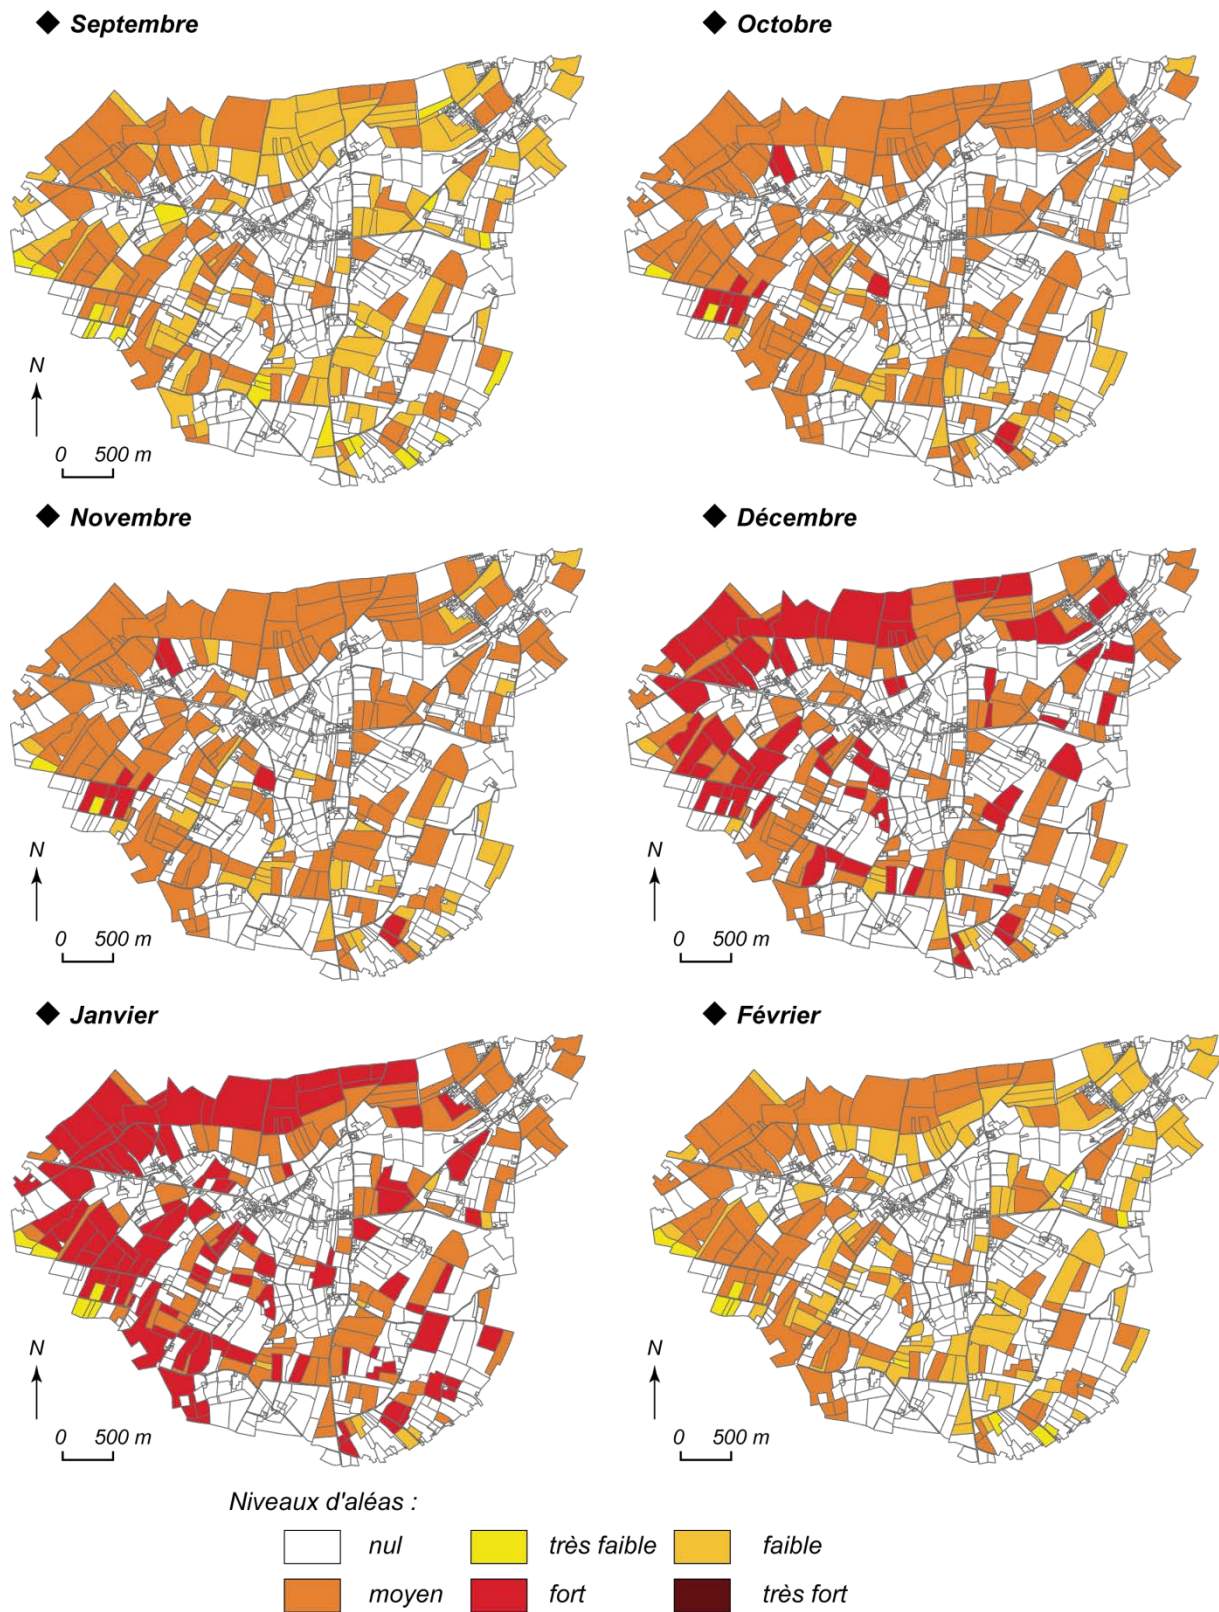 Septembre
Octobre
N
0 500 m
N
0 500 m
Novembre
Décembre
N
0 500 m
N
0 500 m
Janvier
Février
N
0 500 m
N
0 500 m
Niveaux d'aléas :
nul très faible faible
moyen fort très fort